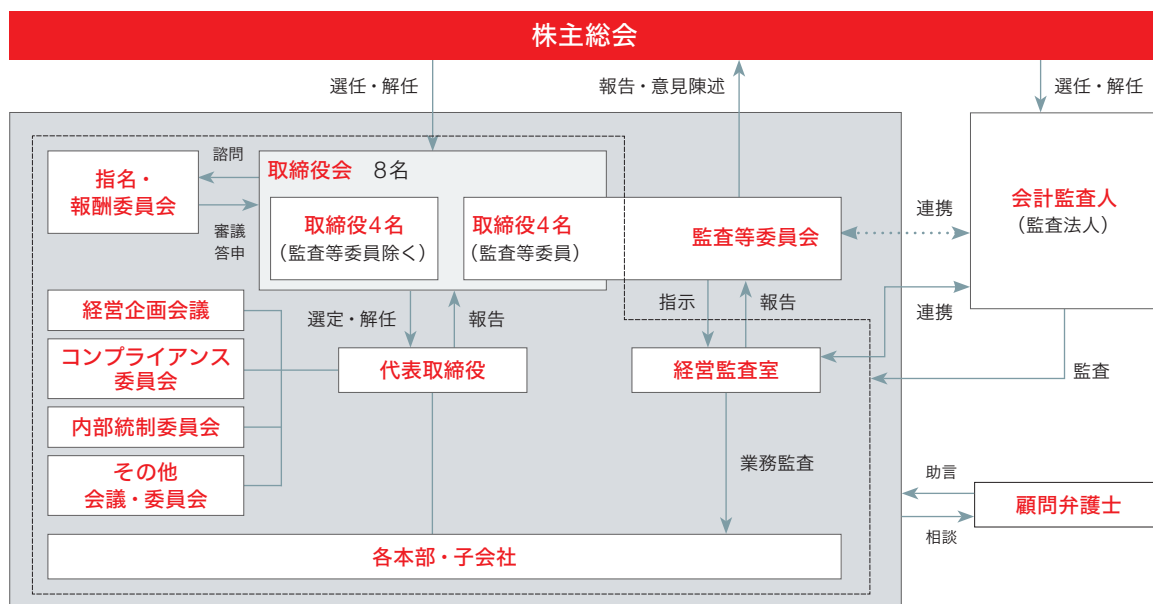 株主総会
選任・解任
報告・意見陳述
選任・解任
諮問
指名・
報酬委員会
審議
答申
取締役会 8名
取締役4名
(監査等委員除く)
取締役4名
(監査等委員)
監査等委員会
連携
会計監査人
(監査法人)
経営企画会議
選定・解任
報告
指示
報告
連携
コンプライアンス
委員会
代表取締役
経営監査室
監査
内部統制委員会
その他
会議・委員会
業務監査
助言
顧問弁護士
相談
各本部・子会社